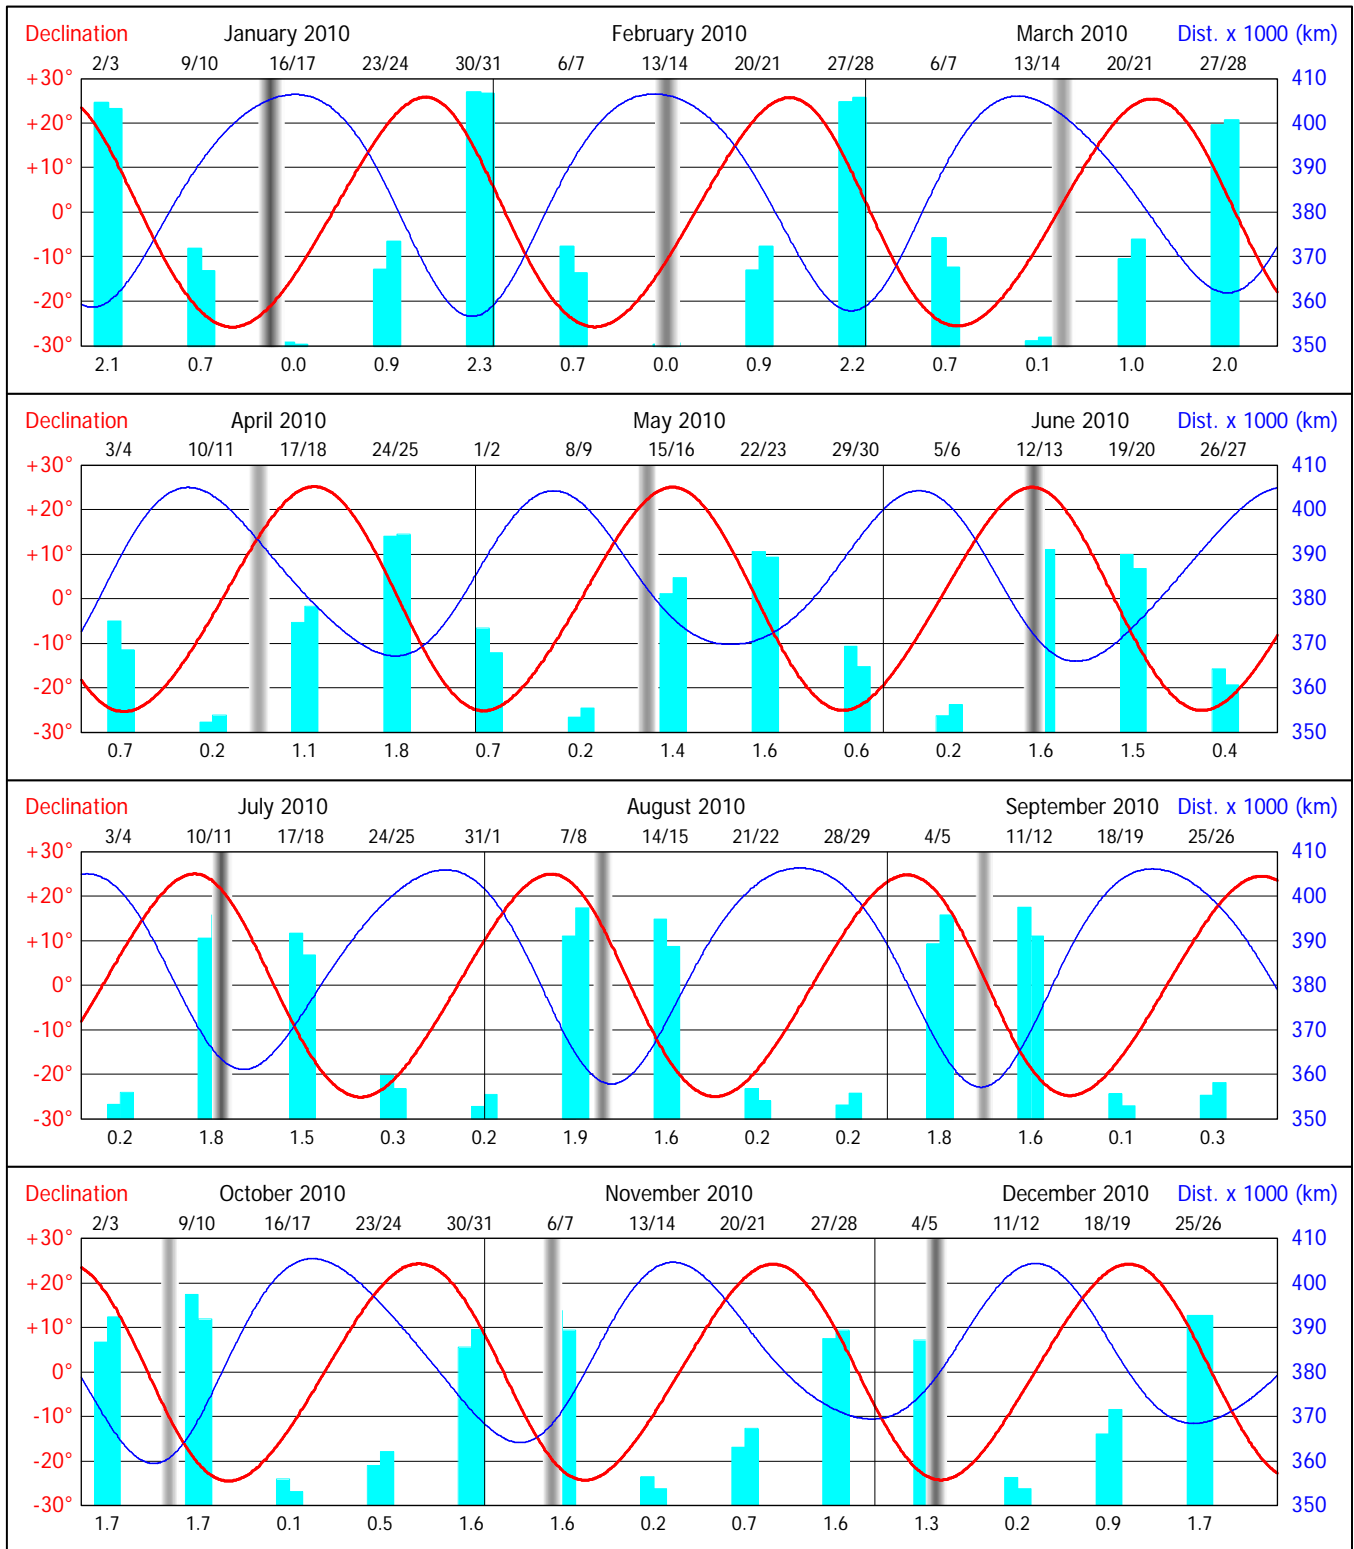 Declination January 2010 February 2010 March 2010 Dist. x 1000 (km)
2/3 9/10 16/17 23/24 30/31 6/7 13/14 20/21 27/28 6/7 13/14 20/21 27/28
+30° 410
+20° 400
+10° 390
0° 380
-10° 370
-20° 360
-30° 350
2.1 0.7 0.0 0.9 2.3 0.7 0.0 0.9 2.2 0.7 0.1 1.0 2.0
Declination April 2010 May 2010 June 2010 Dist. x 1000 (km)
3/4 10/11 17/18 24/25 1/2 8/9 15/16 22/23 29/30 5/6 12/13 19/20 26/27
+30° 410
+20° 400
+10° 390
0° 380
-10° 370
-20° 360
-30° 350
0.7 0.2 1.1 1.8 0.7 0.2 1.4 1.6 0.6 0.2 1.6 1.5 0.4
Declination July 2010 August 2010 September 2010 Dist. x 1000 (km)
3/4 10/11 17/18 24/25 31/1 7/8 14/15 21/22 28/29 4/5 11/12 18/19 25/26
+30° 410
+20° 400
+10° 390
0° 380
-10° 370
-20° 360
-30° 350
0.2 1.8 1.5 0.3 0.2 1.9 1.6 0.2 0.2 1.8 1.6 0.1 0.3
Declination October 2010 November 2010 December 2010 Dist. x 1000 (km)
2/3 9/10 16/17 23/24 30/31 6/7 13/14 20/21 27/28 4/5 11/12 18/19 25/26
+30° 410
+20° 400
+10° 390
0° 380
-10° 370
-20° 360
-30° 350
1.7 1.7 0.1 0.5 1.6 1.6 0.2 0.7 1.6 1.3 0.2 0.9 1.7